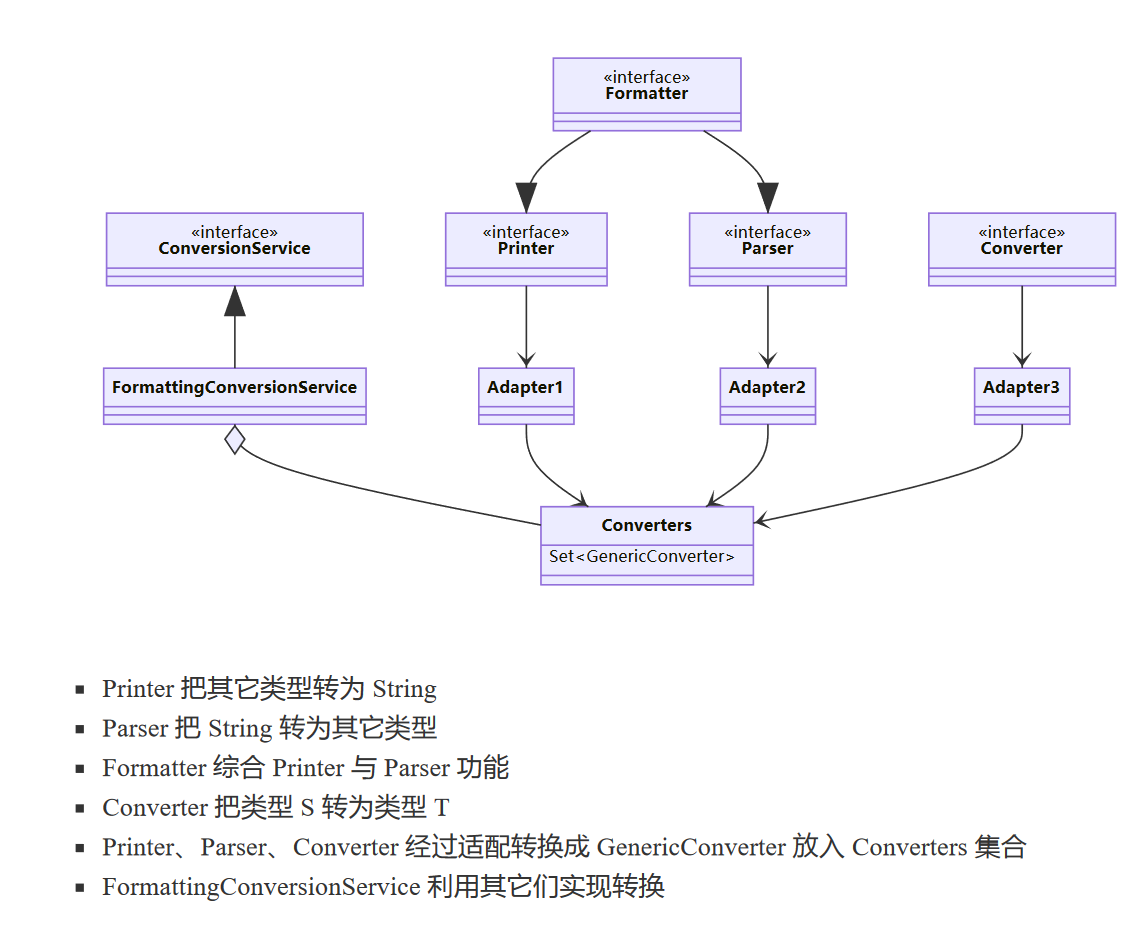 «interface»
Formatter
«interface»
ConversionService
«interface»
Printer
«interface»
Parser
«interface»
Converter
FormattingConversionService
Adapter1
Adapter2
Adapter3
Converters
Set<GenericConverter>
▪ Printer 把其它类型转为 String
▪ Parser 把 String 转为其它类型
▪ Formatter 综合 Printer 与 Parser 功能
▪ Converter 把类型 S 转为类型 T
▪ Printer、Parser、Converter 经过适配转换成 GenericConverter 放入 Converters 集合
▪ FormattingConversionService 利用其它们实现转换